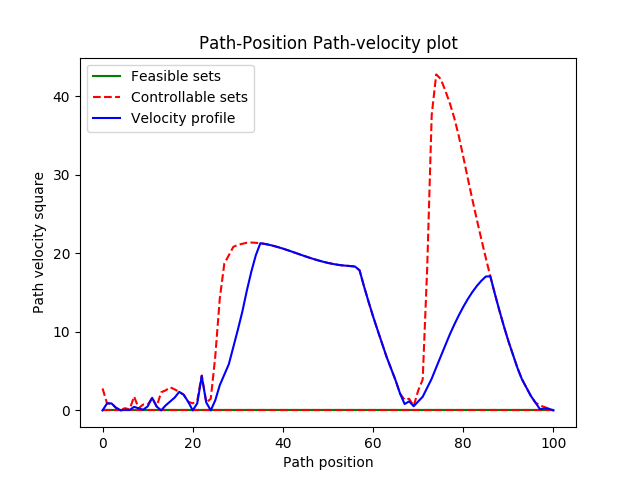 Path-Position Path-velocity plot
Feasible sets
Controllable sets
Velocity profile
Path velocity square
40
30
20
10
0
0
20
40
60
80
100
Path position